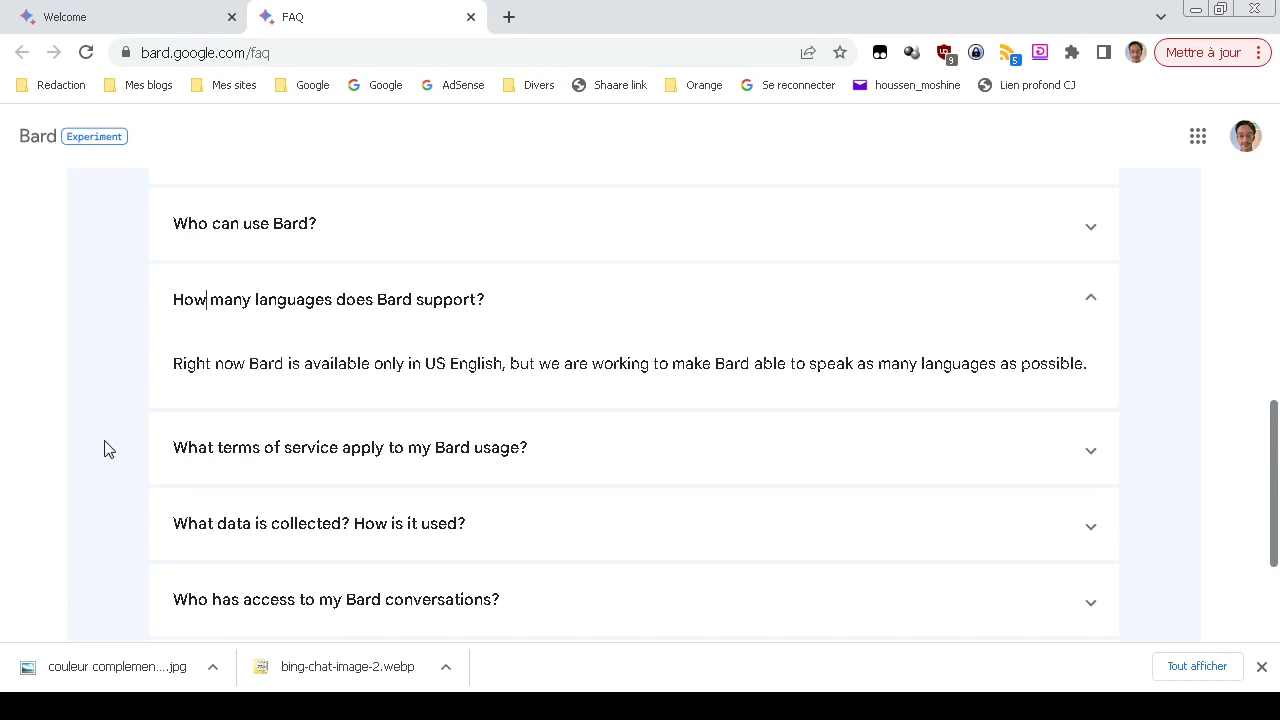 Welcome
FAQ
bard.google.com/faq
9
5
Mettre à jour
Redaction
Mes blogs
Mes sites
Google
Google
AdSense
Divers
Shaare link
Orange
Se reconnecter
houssen_moshine
Lien profond CJ
Bard Experiment
Who can use Bard?
How many languages does Bard support?
Right now Bard is available only in US English, but we are working to make Bard able to speak as many languages as possible.
What terms of service apply to my Bard usage?
What data is collected? How is it used?
Who has access to my Bard conversations?
couleur complemen....jpg
bing-chat-image-2.webp
Tout afficher